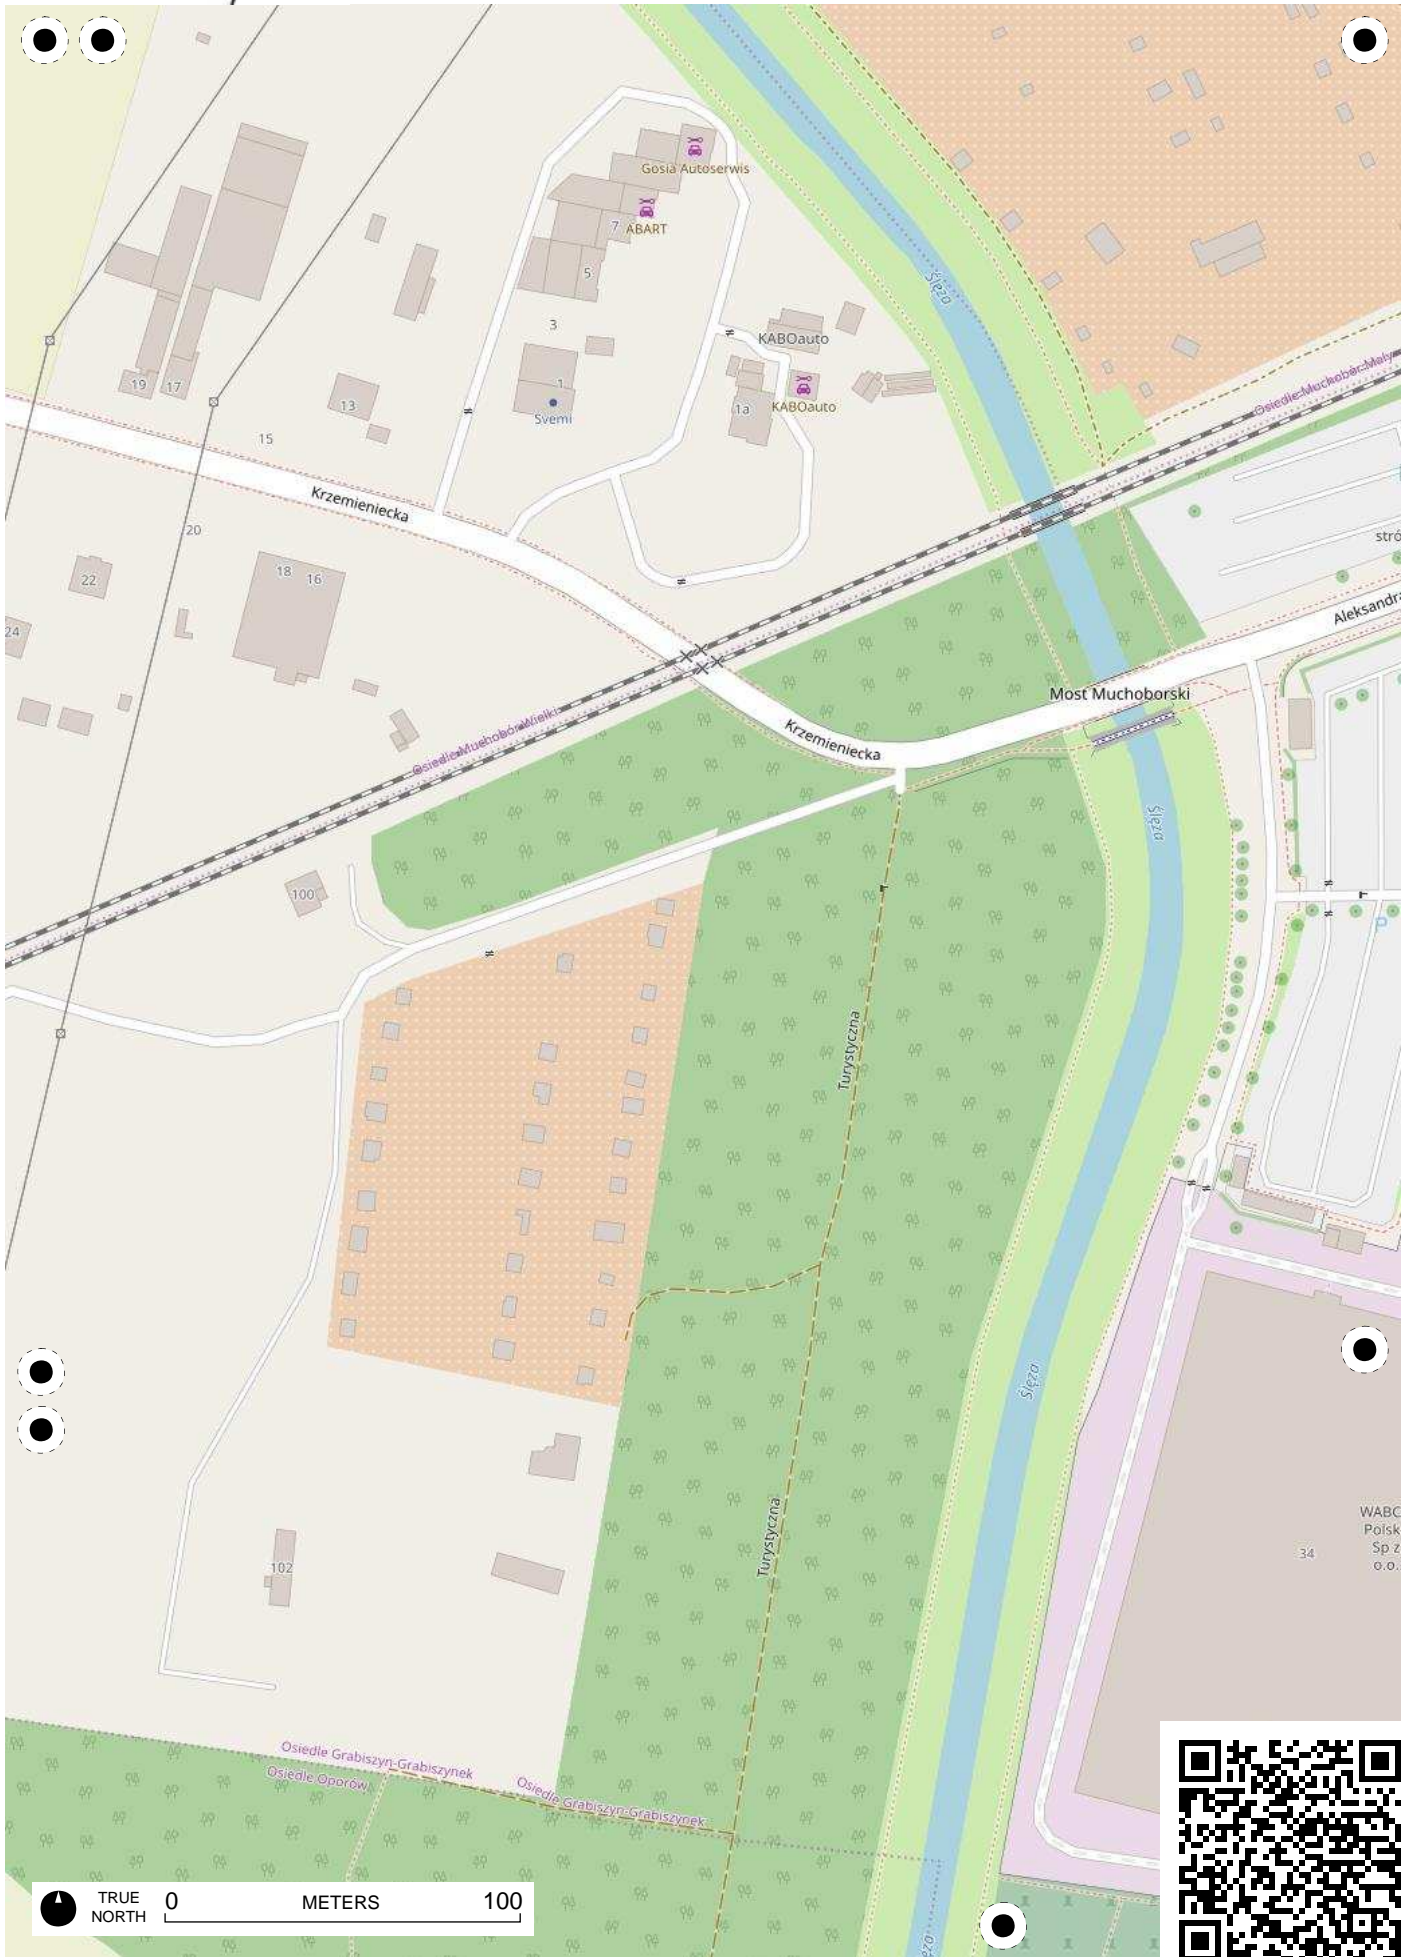 Gosia Autoserwis
7
ABART
5
Ślęza
3
KABOauto
1
KABOauto
1a
Svemi
19
17
13
15
Osiedle Muchobór Mały
Krzemieniecka
20
18
16
22
24
Aleksandra
Most Muchoborski
Osiedle Muchobór Wielki
Krzemieniecka
Ślęza
100
P
Turystyczna
Ślęza
WABC
Polsk
Sp z
o.o.
34
Turystyczna
102
Osiedle Grabiszyn-Grabiszynek
Osiedle Oporów
Osiedle Grabiszyn-Grabiszynek
TRUE
NORTH
0 METERS 100